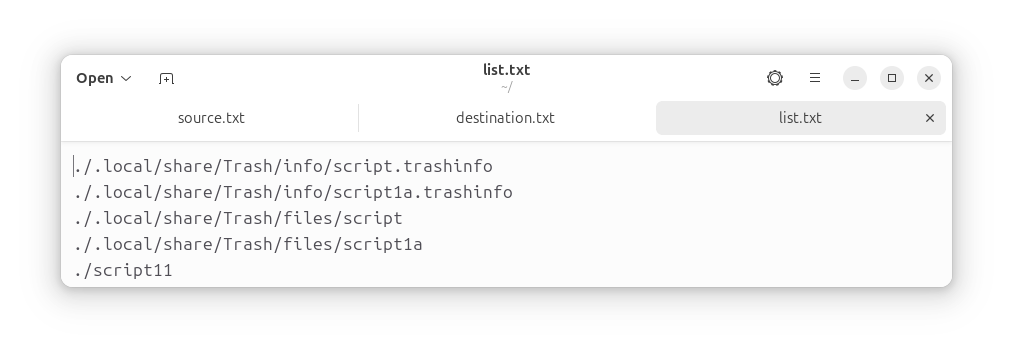 Open
list.txt
~/
source.txt destination.txt list.txt
./.local/share/Trash/info/script.trashinfo
./.local/share/Trash/info/script1a.trashinfo
./.local/share/Trash/files/script
./.local/share/Trash/files/script1a
./script11